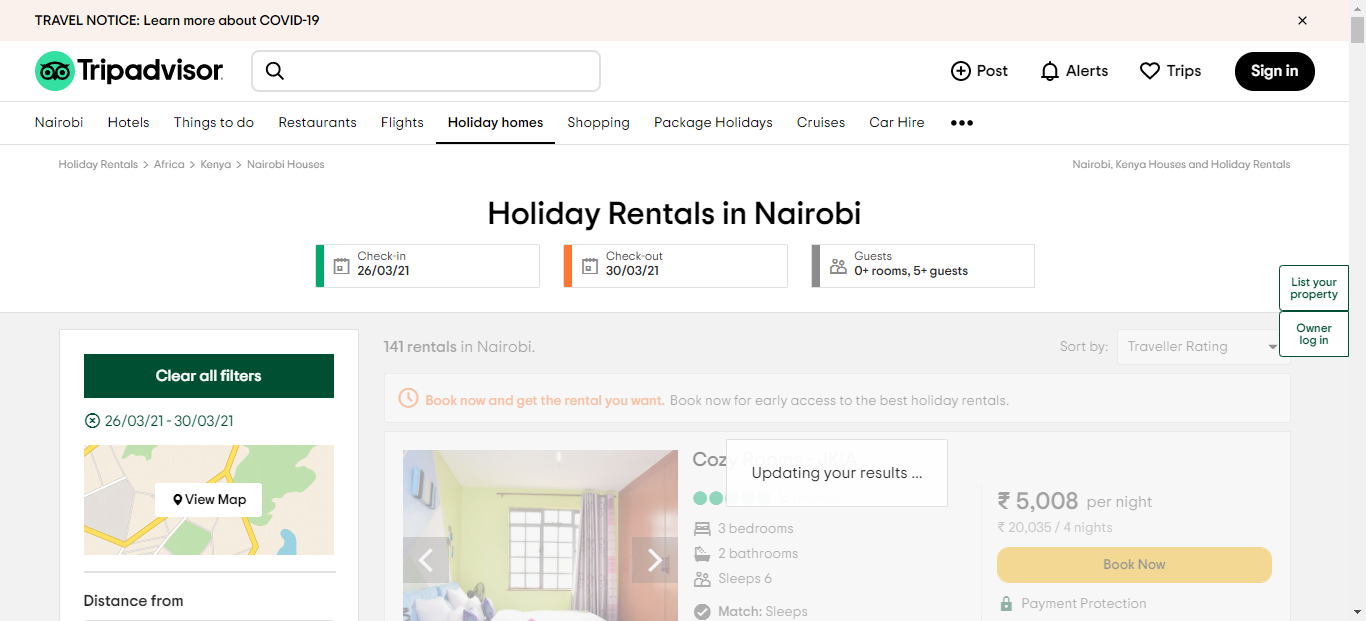 TRAVEL NOTICE: Learn more about COVID-19
Tripadvisor
Post
Alerts
Trips
Sign in
Nairobi
Hotels
Things to do
Restaurants
Flights
Holiday homes
Shopping
Package Holidays
Cruises
Car Hire
Holiday Rentals > Africa > Kenya > Nairobi Houses
Nairobi, Kenya Houses and Holiday Rentals
Holiday Rentals in Nairobi
Check-in
26/03/21
Check-out
30/03/21
Guests
0+ rooms, 5+ guests
List your
property
Owner
log in
Clear all filters
26/03/21 - 30/03/21
View Map
Distance from
141 rentals in Nairobi.
Sort by:
Traveller Rating
Book now and get the rental you want. Book now for early access to the best holiday rentals.
Cozy Rooms - JKIA
Updating your results ...
3 bedrooms
2 bathrooms
Sleeps 6
Match: Sleeps
₹ 5,008 per night
₹ 20,035 / 4 nights
Book Now
Payment Protection